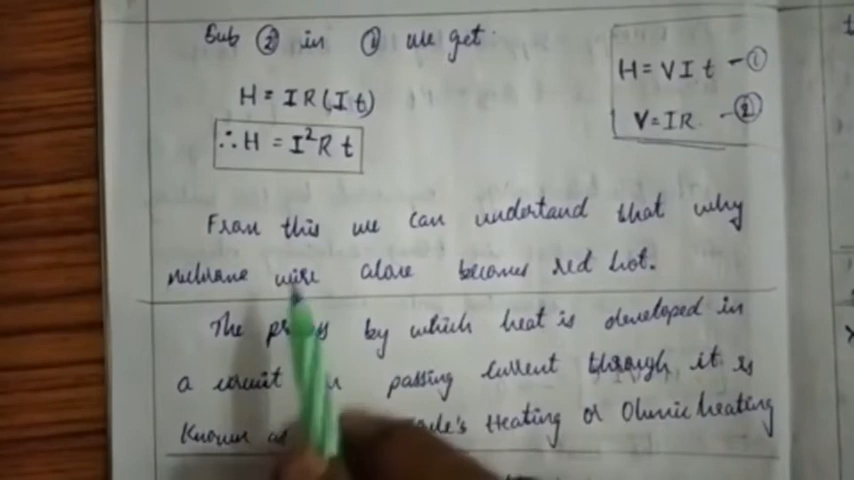 Sub ② in ① we get.
H = VIt - ①
H = IR(It)
V = IR. - ②
∴ H = I²Rt
From this we can understand that why
nichrome wire alone becomes red hot.
The by which heat is developed in
a circuit passing current through it is
Known as Heating or Ohmic heating